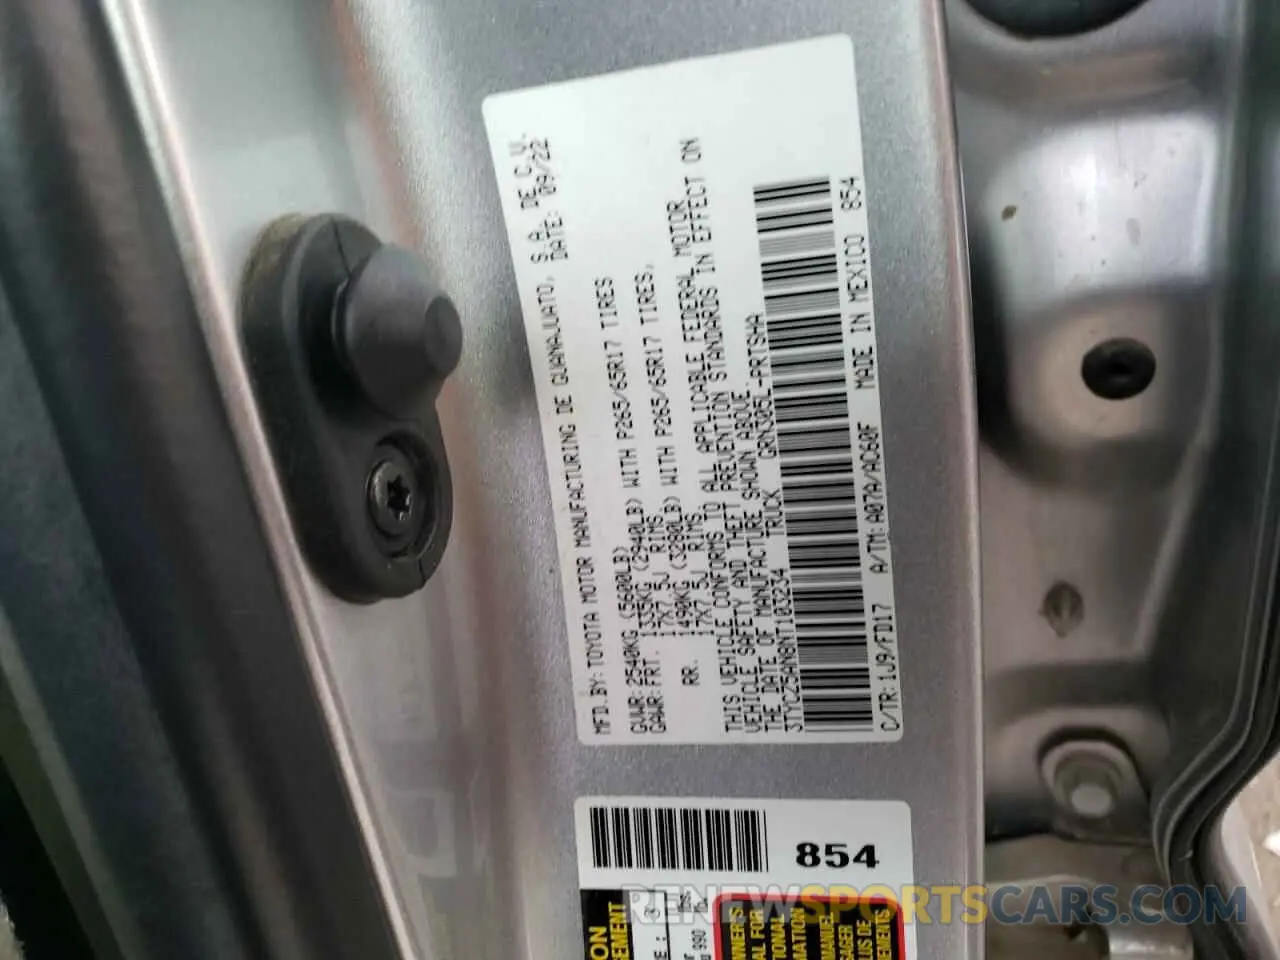 MFD.BY: TOYOTA MOTOR MANUFACTURING DE GUANAJUATO, S.A. DE C.V.
DATE: 09/22
GVWR: 2540KG (5600LB)
GAWR: FRT. 1335KG (2940LB) WITH P265/65R17 TIRES
17X7.5J RIMS
RR. 1490KG (3280LB) WITH P265/65R17 TIRES,
17X7.5J RIMS,
THIS VEHICLE CONFORMS TO ALL APPLICABLE FEDERAL MOTOR
VEHICLE SAFETY AND THEFT PREVENTION STANDARDS IN EFFECT ON
THE DATE OF MANUFACTURE SHOWN ABOVE.
3TYCZ5AN8NT103234 TRUCK GRN305L-PRTSHA
C/TR: 1J9/FD17 A/TM: A07A/AC60F MADE IN MEXICO 854
854
RENEWSPORTSCARS.COM